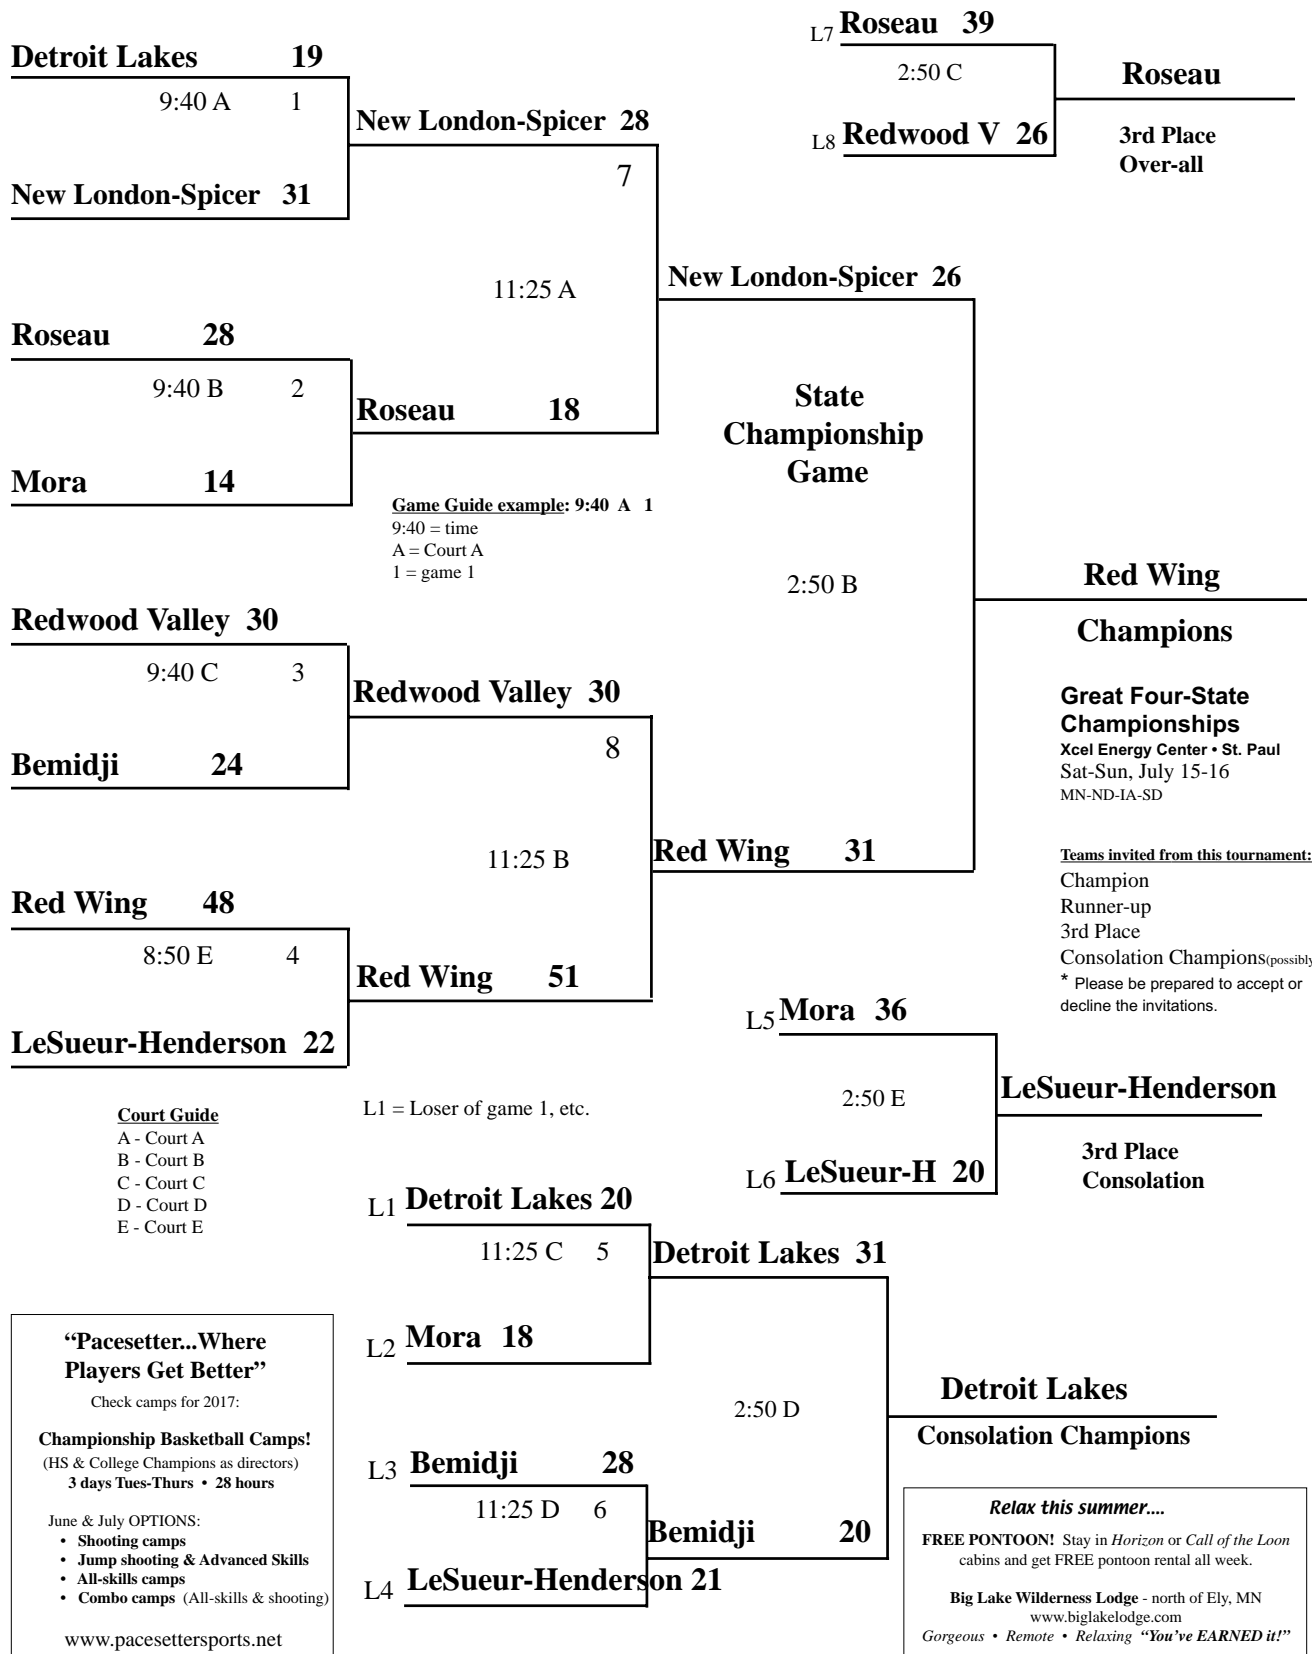 Detroit Lakes 19
9:40 A 1
New London-Spicer 31
New London-Spicer 28
7
11:25 A
Roseau 28
9:40 B 2
Mora 14
Roseau 18
Game Guide example: 9:40 A 1
9:40 = time
A = Court A
1 = game 1
Redwood Valley 30
9:40 C 3
Bemidji 24
Redwood Valley 30
8
11:25 B
Red Wing 48
8:50 E 4
LeSueur-Henderson 22
Red Wing 51
New London-Spicer 26
State
Championship
Game
2:50 B
Red Wing 31
Red Wing
Champions
L7 Roseau 39
2:50 C
L8 Redwood V 26
Roseau
3rd Place
Over-all
Great Four-State
Championships
Xcel Energy Center • St. Paul
Sat-Sun, July 15-16
MN-ND-IA-SD
Teams invited from this tournament:
Champion
Runner-up
3rd Place
Consolation Champions(possibly
* Please be prepared to accept or
decline the invitations.
L5 Mora 36
2:50 E
L6 LeSueur-H 20
LeSueur-Henderson
3rd Place
Consolation
Court Guide
A - Court A
B - Court B
C - Court C
D - Court D
E - Court E
L1 = Loser of game 1, etc.
L1 Detroit Lakes 20
11:25 C 5
L2 Mora 18
Detroit Lakes 31
2:50 D
L3 Bemidji 28
11:25 D 6
L4 LeSueur-Henderson 21
Bemidji 20
Detroit Lakes
Consolation Champions
“Pacesetter...Where
Players Get Better”
Check camps for 2017:
Championship Basketball Camps!
(HS & College Champions as directors)
3 days Tues-Thurs • 28 hours
June & July OPTIONS:
• Shooting camps
• Jump shooting & Advanced Skills
• All-skills camps
• Combo camps (All-skills & shooting)
www.pacesettersports.net
Relax this summer....
FREE PONTOON! Stay in Horizon or Call of the Loon
cabins and get FREE pontoon rental all week.
Big Lake Wilderness Lodge - north of Ely, MN
www.biglakelodge.com
Gorgeous • Remote • Relaxing “You’ve EARNED it!”